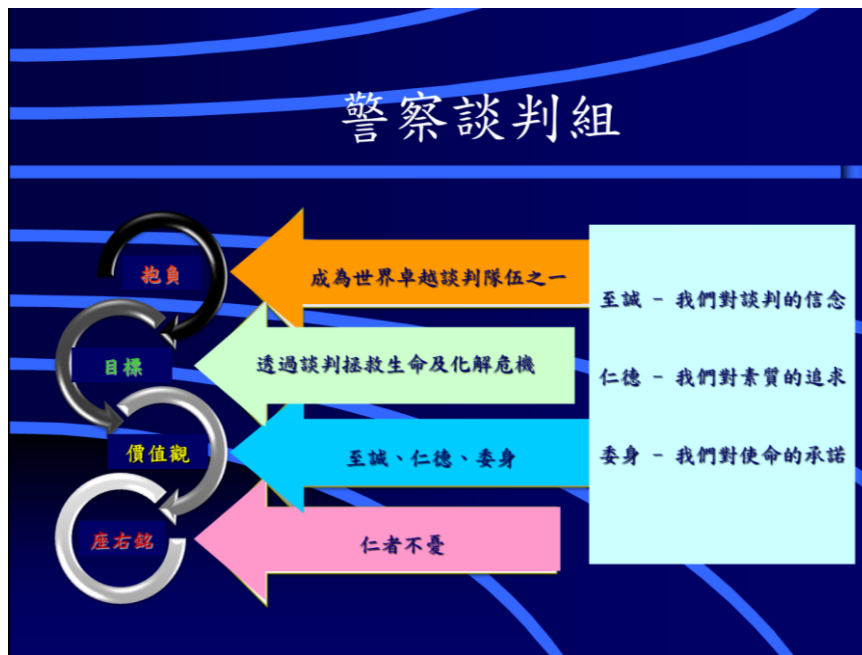 警察談判組
抱負
成為世界卓越談判隊伍之一
目標
透過談判拯救生命及化解危機
價值觀
至誠、仁德、委身
座右銘
仁者不憂
至誠 - 我們對談判的信念
仁德 - 我們對素質的追求
委身 - 我們對使命的承諾